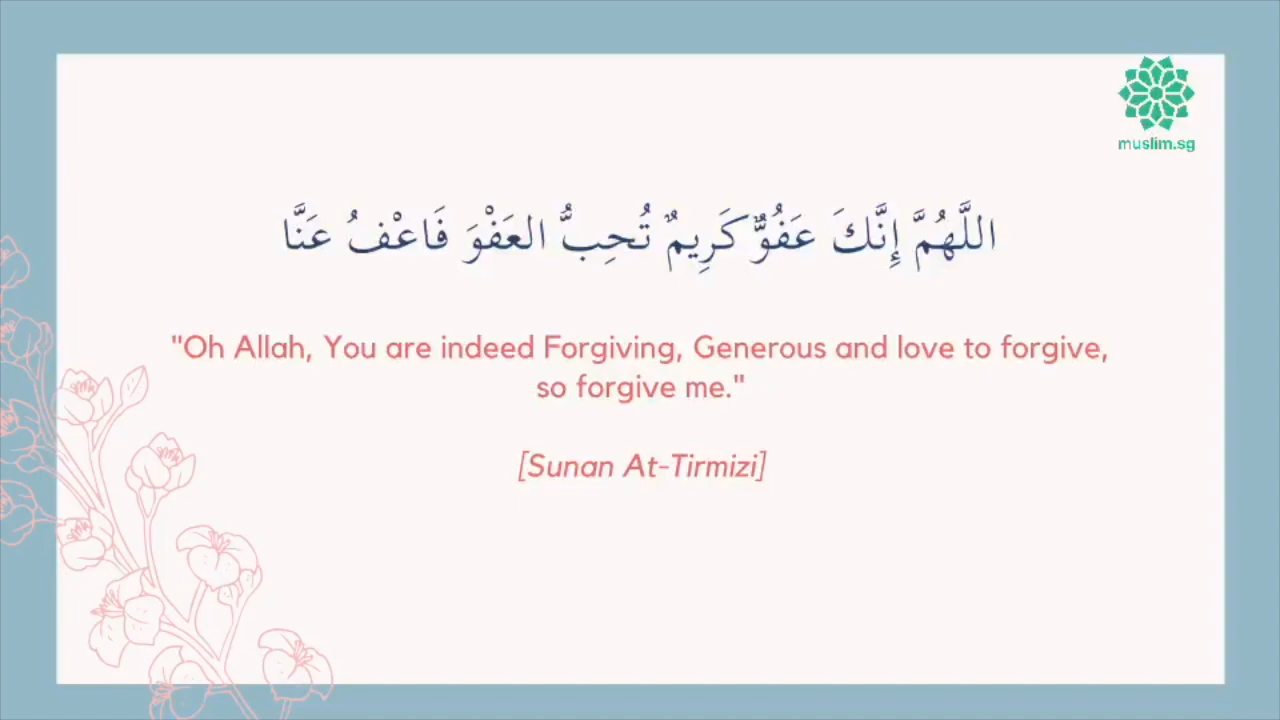 muslim.sg
اللَّهُمَّ إِنَّكَ عَفُوٌّ كَرِيمٌ تُحِبُّ العَفْوَ فَاعْفُ عَنَّا
"Oh Allah, You are indeed Forgiving, Generous and love to forgive,
so forgive me."
[Sunan At-Tirmizi]